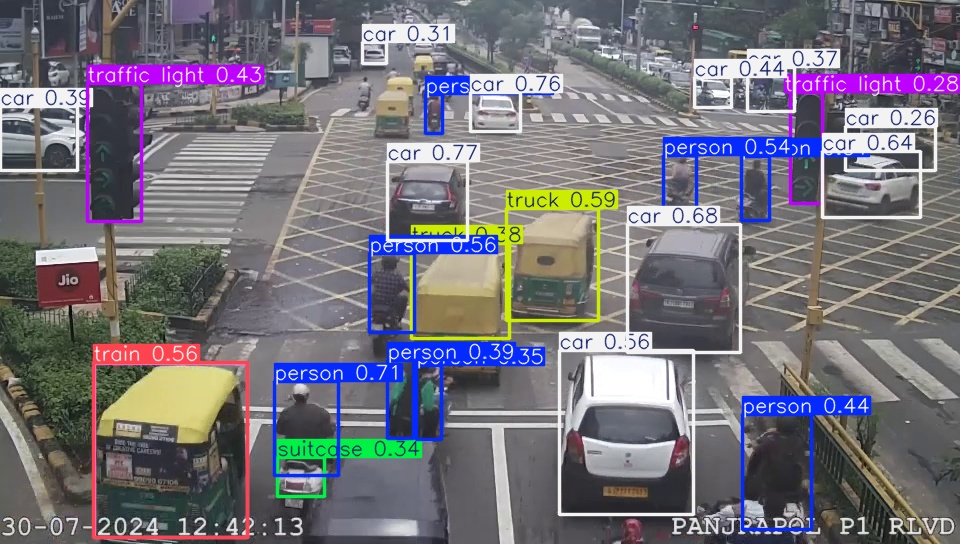 car 0.31
car 0.37
car 0.44
traffic light 0.43
car 0.76
pers
traffic light 0.28
car 0.39
car 0.26
car 0.64
person 0.54
car 0.77
truck 0.59
car 0.68
truck 0.38
person 0.56
Jio
car 0.56
train 0.56
person 0.39
0.35
person 0.71
person 0.44
suitcase 0.34
30-07-2024 12:42:13
PANJRAPOL P1 RLVD